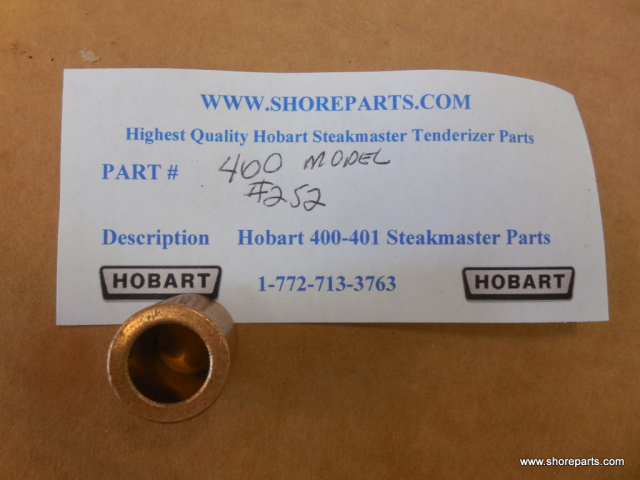 WWW.SHOREPARTS.COM
Highest Quality Hobart Steakmaster Tenderizer Parts
PART # 400 MODEL
#252
Description Hobart 400-401 Steakmaster Parts
HOBART 1-772-713-3763 HOBART
www.shoreparts.com